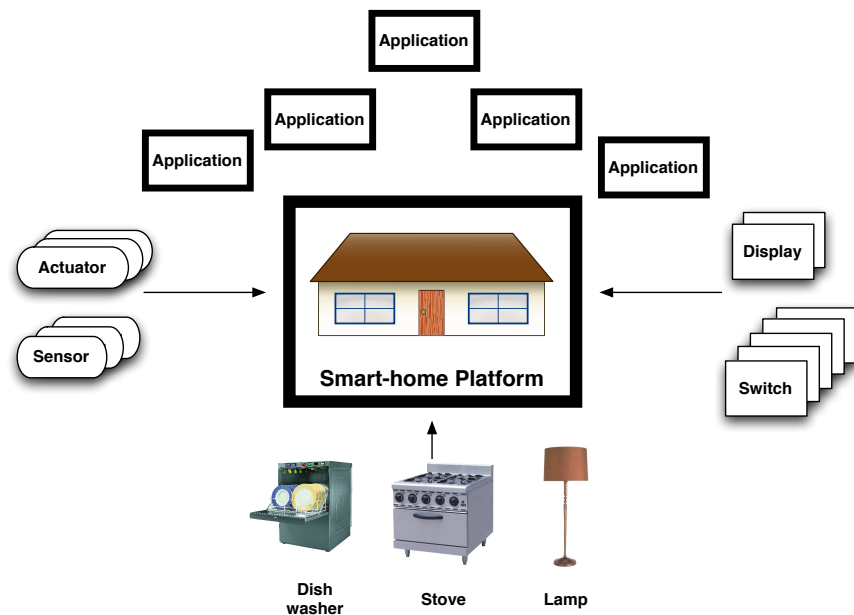 Application
Application
Application
Application
Application
Actuator
Display
Sensor
Smart-home Platform
Switch
Dish
washer
Stove
Lamp